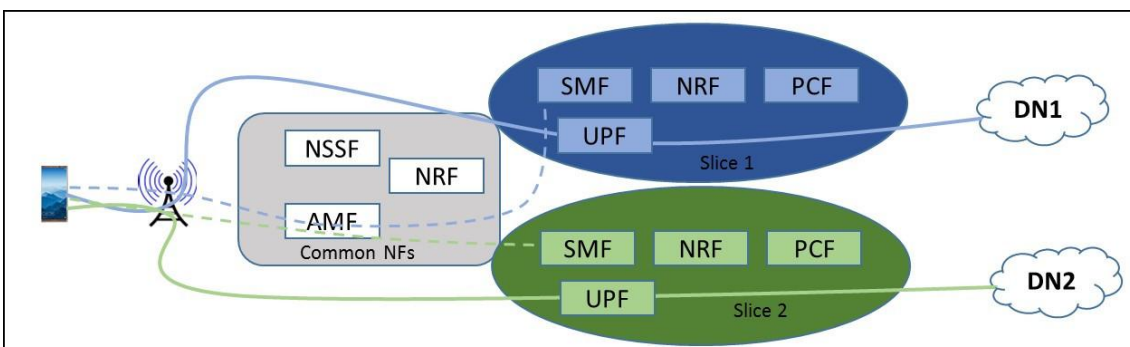 SMF NRF PCF
UPF
Slice 1
DN1
NSSF
NRF
AMF
Common NFs
SMF NRF PCF
UPF
Slice 2
DN2